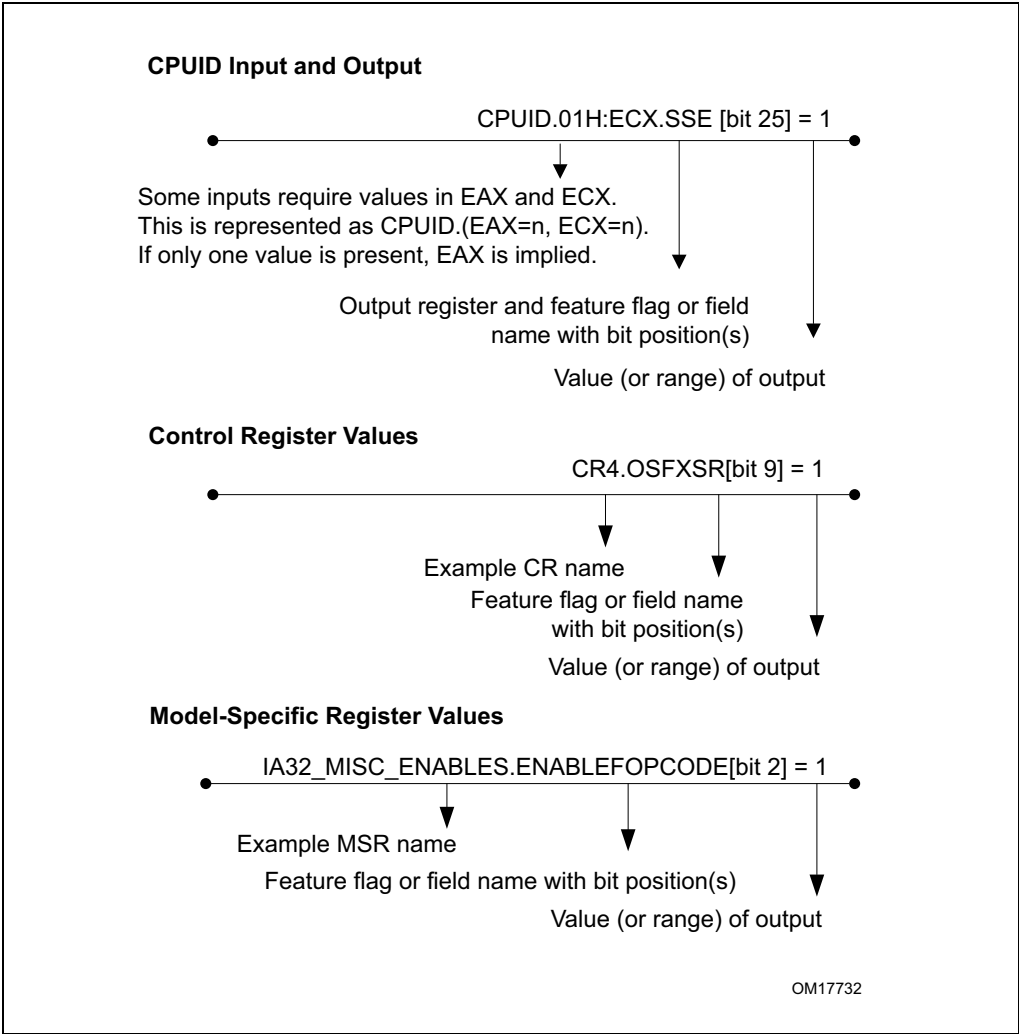 CPUID Input and Output
CPUID.01H:ECX.SSE [bit 25] = 1
Some inputs require values in EAX and ECX.
This is represented as CPUID.(EAX=n, ECX=n).
If only one value is present, EAX is implied.
Output register and feature flag or field
name with bit position(s)
Value (or range) of output
Control Register Values
CR4.OSFXSR[bit 9] = 1
Example CR name
Feature flag or field name
with bit position(s)
Value (or range) of output
Model-Specific Register Values
IA32_MISC_ENABLES.ENABLEFOPCODE[bit 2] = 1
Example MSR name
Feature flag or field name with bit position(s)
Value (or range) of output
OM17732